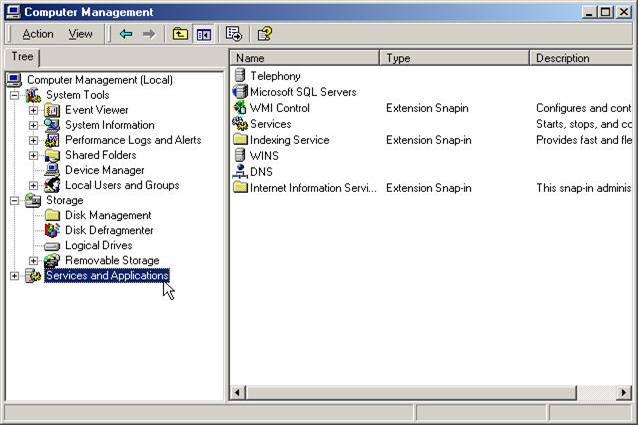 Computer Management
Action View
Tree
Computer Management (Local)
System Tools
Event Viewer
System Information
Performance Logs and Alerts
Shared Folders
Device Manager
Local Users and Groups
Storage
Disk Management
Disk Defragmenter
Logical Drives
Removable Storage
Services and Applications
Name Type Description
Telephony
Microsoft SQL Servers
WMI Control Extension Snapin Configures and cont
Services Starts, stops, and cc
Indexing Service Extension Snap-in Provides fast and fle
WINS
DNS
Internet Information Servi... Extension Snap-in This snap-in adminis